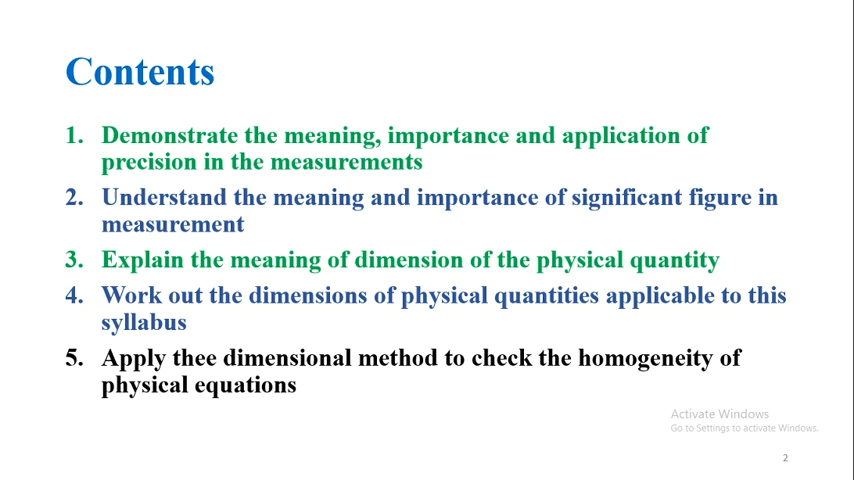 Contents
1. Demonstrate the meaning, importance and application of
precision in the measurements
2. Understand the meaning and importance of significant figure in
measurement
3. Explain the meaning of dimension of the physical quantity
4. Work out the dimensions of physical quantities applicable to this
syllabus
5. Apply thee dimensional method to check the homogeneity of
physical equations
Activate Windows
Go to Settings to activate Windows.
2